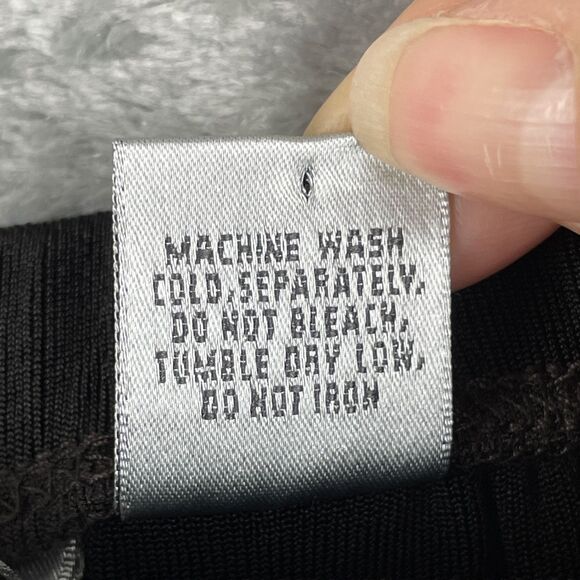 MACHINE WASH
COLD,SEPARATELY.
DO NOT BLEACH.
TUMBLE DRY LOW.
DO NOT IRON